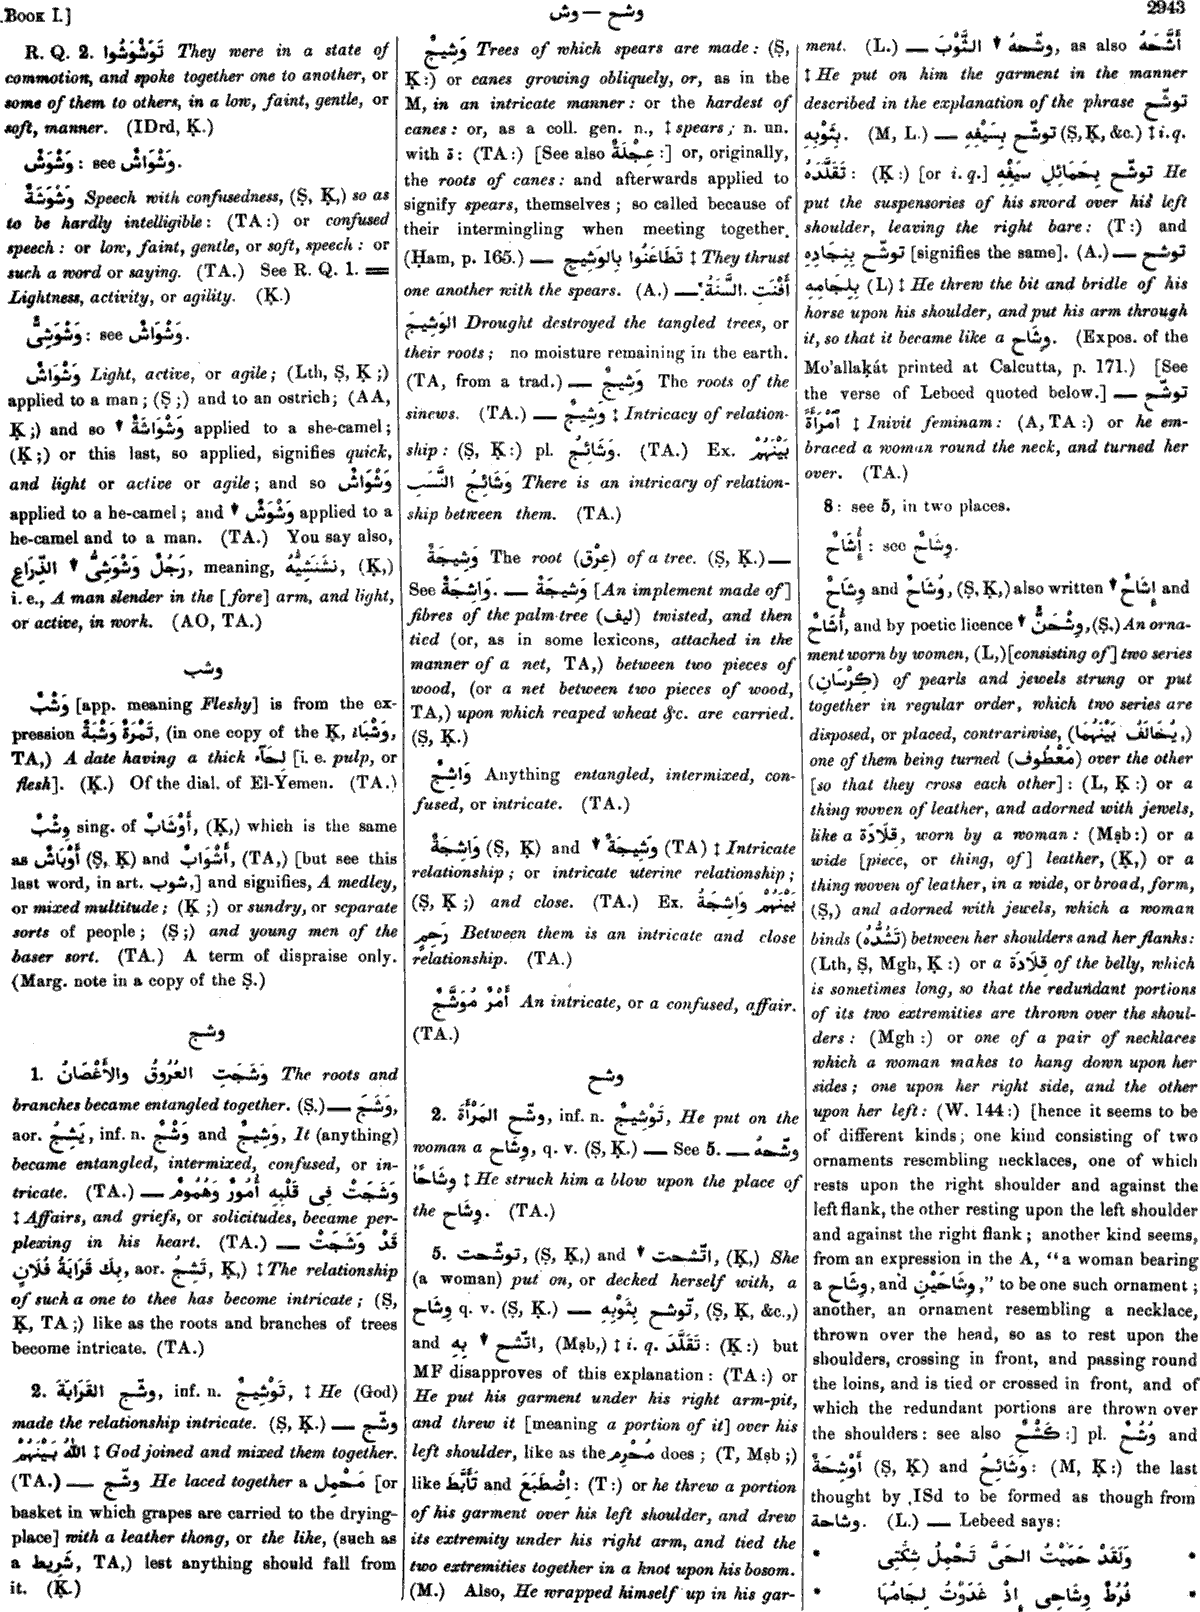 Book I.]
وشح — وش
2943
R. Q. 2. تَوَشْوَشُوا They were in a state of
commotion, and spoke together one to another, or
some of them to others, in a low, faint, gentle, or
soft, manner. (IDrd, Ḳ.)
وَشْوَشٌ : see وَشْوَاشٌ.
وَشْوَشَةٌ Speech with confusedness, (Ṣ, Ḳ,) so as
to be hardly intelligible : (TA:) or confused
speech : or low, faint, gentle, or soft, speech : or
such a word or saying. (TA.) See R. Q. 1. ==
Lightness, activity, or agility. (Ḳ.)
وَشْوَشِىٌّ : see وَشْوَاشٌ.
وَشْوَاشٌ Light, active, or agile ; (Lth, Ṣ, Ḳ ;)
applied to a man ; (Ṣ ;) and to an ostrich; (AA,
Ḳ ;) and so ▼ وَشْوَاشَةٌ applied to a she-camel ;
(Ḳ ;) or this last, so applied, signifies quick,
and light or active or agile ; and so وَشْوَاشٌ
applied to a he-camel ; and ▼ وَشْوَشٌ applied to a
he-camel and to a man. (TA.) You say also,
رَجُلٌ وَشْوَشِىُّ ▼ الذِّرَاعِ, meaning, نَشْنَشِيُّهُ, (Ḳ,)
i. e., A man slender in the [fore] arm, and light,
or active, in work. (AO, TA.)
وشب
وَشْبٌ [app. meaning Fleshy] is from the ex-
pression تَمْرَةٌ وَشْبَةٌ, (in one copy of the Ḳ, وَشْبَاءُ,
TA,) A date having a thick لِحَآء [i. e. pulp, or
flesh]. (Ḳ.) Of the dial. of El-Yemen. (TA.)
وِشْبٌ sing. of أَوْشَابٌ, (Ḳ,) which is the same
as أَوْبَاشٌ (Ṣ, Ḳ) and أَشْوَابٌ, (TA,) [but see this
last word, in art. شوب,] and signifies, A medley,
or mixed multitude ; (Ḳ ;) or sundry, or separate
sorts of people ; (Ṣ ;) and young men of the
baser sort. (TA.) A term of dispraise only.
(Marg. note in a copy of the Ṣ.)
وشج
1. وَشَجَتِ العُرُوقُ والأَغْصَانُ The roots and
branches became entangled together. (Ṣ.) — وَشَجَ,
aor. يَشِجُ, inf. n. وَشْجٌ and وَشِيجٌ, It (anything)
became entangled, intermixed, confused, or in-
tricate. (TA.) — وَشَجَتْ فِى قَلْبِهِ أُمُورٌ وَهُمُومٌ
‡ Affairs, and griefs, or solicitudes, became per-
plexing in his heart. (TA.) — قَدْ وَشَجَتْ
بِكَ قَرَابَةُ فُلَانٍ, aor. تَشِجُ, Ḳ,) ‡ The relationship
of such a one to thee has become intricate ; (Ṣ,
Ḳ, TA ;) like as the roots and branches of trees
become intricate. (TA.)
2. وشّج القَرَابَةَ, inf. n. تَوْشِيجٌ, ‡ He (God)
made the relationship intricate. (Ṣ, Ḳ.) — وشّج
اللّٰهُ بَيْنَهُمْ ‡ God joined and mixed them together.
(TA.) — وشّج He laced together a مَحْمِل [or
basket in which grapes are carried to the drying-
place] with a leather thong, or the like, (such as
a شَرِيط, TA,) lest anything should fall from
it. (Ḳ.)
وَشِيجٌ Trees of which spears are made : (Ṣ,
Ḳ :) or canes growing obliquely, or, as in the
M, in an intricate manner : or the hardest of
canes : or, as a coll. gen. n., ‡ spears ; n. un.
with ة : (TA :) [See also عِجْلَةٌ :] or, originally,
the roots of canes : and afterwards applied to
signify spears, themselves ; so called because of
their intermingling when meeting together.
(Ḥam, p. 165.) — تَطَاعَنُوا بِالوَشِيجِ ‡ They thrust
one another with the spears. (A.) — أَفْنَتِ السَّنَةُ
الوَشِيجَ Drought destroyed the tangled trees, or
their roots ; no moisture remaining in the earth.
(TA, from a trad.) — وَشِيجٌ The roots of the
sinews. (TA.) — وَشِيجٌ ‡ Intricacy of relation-
ship : (Ṣ, Ḳ :) pl. وَشَائِجُ. (TA.) Ex. بَيْنَهُمْ
وَشَائِجُ النَّسَبِ There is an intricacy of relation-
ship between them. (TA.)
وَشِيجَةٌ The root (عِرْق) of a tree. (Ṣ, Ḳ.) —
See وَاشِجَةٌ. — وَشِيجَةٌ [An implement made of]
fibres of the palm-tree (لِيف) twisted, and then
tied (or, as in some lexicons, attached in the
manner of a net, TA,) between two pieces of
wood, (or a net between two pieces of wood,
TA,) upon which reaped wheat &c. are carried.
(Ṣ, Ḳ.)
وَاشِجٌ Anything entangled, intermixed, con-
fused, or intricate. (TA.)
وَاشِجَةٌ (Ṣ, Ḳ) and ▼ وَشِيجَةٌ (TA) ‡ Intricate
relationship ; or intricate uterine relationship ;
(Ṣ, Ḳ ;) and close. (TA.) Ex. بَيْنَهُمْ وَاشِجَةُ
رَحِمٍ Between them is an intricate and close
relationship. (TA.)
أَمْرٌ مُوَشَّجٌ An intricate, or a confused, affair.
(TA.)
وشح
2. وشّح المَرْأَةَ, inf. n. تَوْشِيحٌ, He put on the
woman a وِشَاح, q. v. (Ṣ, Ḳ.) — See 5. — وشّحهُ
وِشَاحًا ‡ He struck him a blow upon the place of
the وِشَاح. (TA.)
5. توشّحت, (Ṣ, Ḳ,) and ▼ اتّشحت, (Ḳ,) She
(a woman) put on, or decked herself with, a
وِشَاح q. v. (Ṣ, Ḳ.) — توشّح بِثَوْبِهِ, (Ṣ, Ḳ, &c.,)
and ▼ اتّشح بِهِ, (Mṣb,) ‡ i. q. تَقَلَّدَ : (Ḳ :) but
MF disapproves of this explanation : (TA :) or
He put his garment under his right arm-pit,
and threw it [meaning a portion of it] over his
left shoulder, like as the مُحْرِم does ; (T, Mṣb ;)
like تَأَبَّطَ and اِضْطَبَعَ : (T :) or he threw a portion
of his garment over his left shoulder, and drew
its extremity under his right arm, and tied the
two extremities together in a knot upon his bosom.
(M.) Also, He wrapped himself up in his gar-
ment. (L.) — وشّحهُ ▼ الثَّوْبَ, as also أَشَّحَهُ
‡ He put on him the garment in the manner
described in the explanation of the phrase توشّح
بِثَوْبِهِ. (M, L.) — توشّح بِسَيْفِهِ (Ṣ, Ḳ, &c.) ‡ i. q.
تَقَلَّدَهُ : (Ḳ :) [or i. q.] توشّح بِحَمَائِلِ سَيْفِهِ He
put the suspensories of his sword over his left
shoulder, leaving the right bare : (T :) and
توشّح بِنِجَادِهِ [signifies the same]. (A.) — توشّح
بِلِجَامِهِ (L) ‡ He threw the bit and bridle of his
horse upon his shoulder, and put his arm through
it, so that it became like a وِشَاح. (Expos. of the
Mo'allaḳát printed at Calcutta, p. 171.) [See
the verse of Lebeed quoted below.] — توشّح
ٱمْرَأَةً ‡ Inivit feminam : (A, TA :) or he em-
braced a woman round the neck, and turned her
over. (TA.)
8 : see 5, in two places.
أُشَاحٌ : see وِشَاحٌ.
وِشَاحٌ and وُشَاحٌ, (Ṣ, Ḳ,) also written ▼ إِشَاحٌ and
أُشَاحٌ, and by poetic licence ▼ وِشْحَنٌّ, (Ṣ,) An orna-
ment worn by women, (L,) [consisting of] two series
(كِرْسَانِ) of pearls and jewels strung or put
together in regular order, which two series are
disposed, or placed, contrariwise, (يُخَالَفُ بَيْنَهُمَا,)
one of them being turned (مَعْطُوف) over the other
[so that they cross each other] : (L, Ḳ :) or a
thing woven of leather, and adorned with jewels,
like a قِلَادَة, worn by a woman : (Mṣb :) or a
wide [piece, or thing, of] leather, (Ḳ,) or a
thing woven of leather, in a wide, or broad, form,
(Ṣ,) and adorned with jewels, which a woman
binds (تَشُدُّهُ) between her shoulders and her flanks :
(Lth, Ṣ, Mgh, Ḳ :) or a قِلَادَة of the belly, which
is sometimes long, so that the redundant portions
of its two extremities are thrown over the shoul-
ders : (Mgh :) or one of a pair of necklaces
which a woman makes to hang down upon her
sides ; one upon her right side, and the other
upon her left : (W. 144 :) [hence it seems to be
of different kinds; one kind consisting of two
ornaments resembling necklaces, one of which
rests upon the right shoulder and against the
left flank, the other resting upon the left shoulder
and against the right flank ; another kind seems,
from an expression in the A, "a woman bearing
a وِشَاح, and وِشَاحَيْنِ," to be one such ornament ;
another, an ornament resembling a necklace,
thrown over the head, so as to rest upon the
shoulders, crossing in front, and passing round
the loins, and is tied or crossed in front, and of
which the redundant portions are thrown over
the shoulders : see also كَشْحٌ :] pl. وُشُحٌ and
أَوْشِحَةٌ (Ṣ, Ḳ) and وَشَائِحُ : (M, Ḳ :) the last
thought by ISd to be formed as though from
وِشَاحَة. (L.) — Lebeed says :
* وَلَقَدْ حَمَيْتُ الحَىَّ تَحْمِلُ شِكَّتِى *
* فُرُطٌ وِشَاحِى إِذْ غَدَوْتُ لِجَامُهَا *